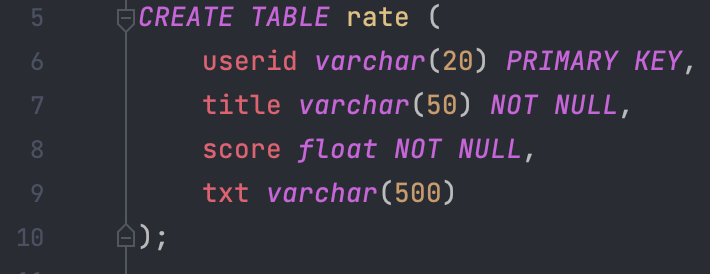 5 CREATE TABLE rate (
6 userid varchar(20) PRIMARY KEY,
7 title varchar(50) NOT NULL,
8 score float NOT NULL,
9 txt varchar(500)
10 );